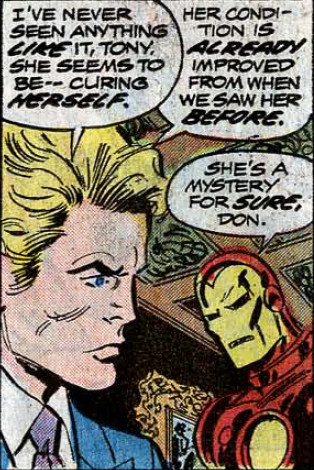 I'VE NEVER
SEEN ANYTHING
LIKE IT, TONY.
SHE SEEMS TO
BE-- CURING
HERSELF.
HER CONDI-
TION IS
ALREADY
IMPROVED
FROM WHEN
WE SAW HER
BEFORE.
SHE'S A
MYSTERY
FOR SURE,
DON.